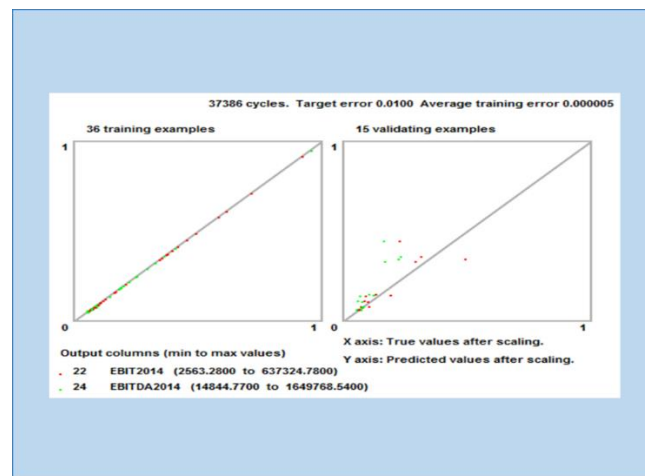 37386 cycles. Target error 0.0100 Average training error 0.000005
36 training examples
15 validating examples
1
1
0
1
0
1
X axis: True values after scaling.
Y axis: Predicted values after scaling.
Output columns (min to max values)
22 EBIT2014 (2563.2800 to 637324.7800)
24 EBITDA2014 (14844.7700 to 1649768.5400)